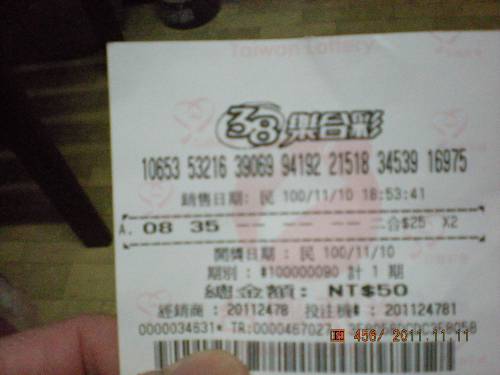 Taiwan Lottery
38樂合彩
10653 53216 39069 94192 21518 34539 16975
銷售日期: 民 100/11/10 18:53:41
A. 08 35 -- -- -- -- 合$25 X2
開獎日期 : 民 100/11/10
期別 : #100000090 計 1 期
總金額: NT$50
經銷商 : 20112478 投注機# : 201124781
0000034631* TR:00004670
456/ 2011.11.11